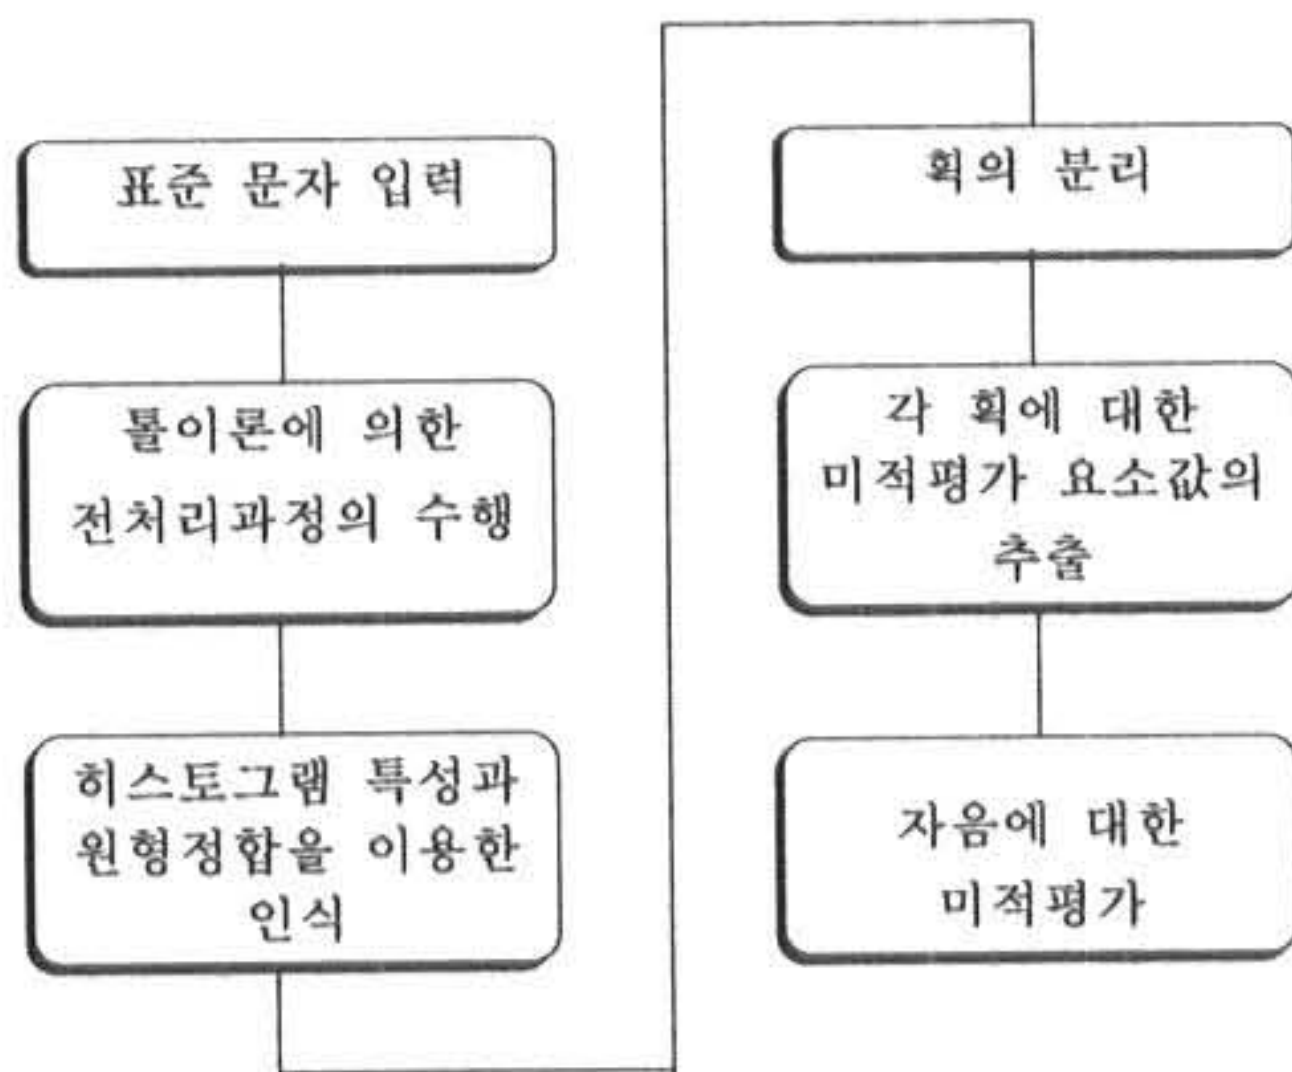 표준 문자 입력
톨이론에 의한
전처리과정의 수행
히스토그램 특성과
원형정합을 이용한
인식
획의 분리
각 획에 대한
미적평가 요소값의
추출
자음에 대한
미적평가